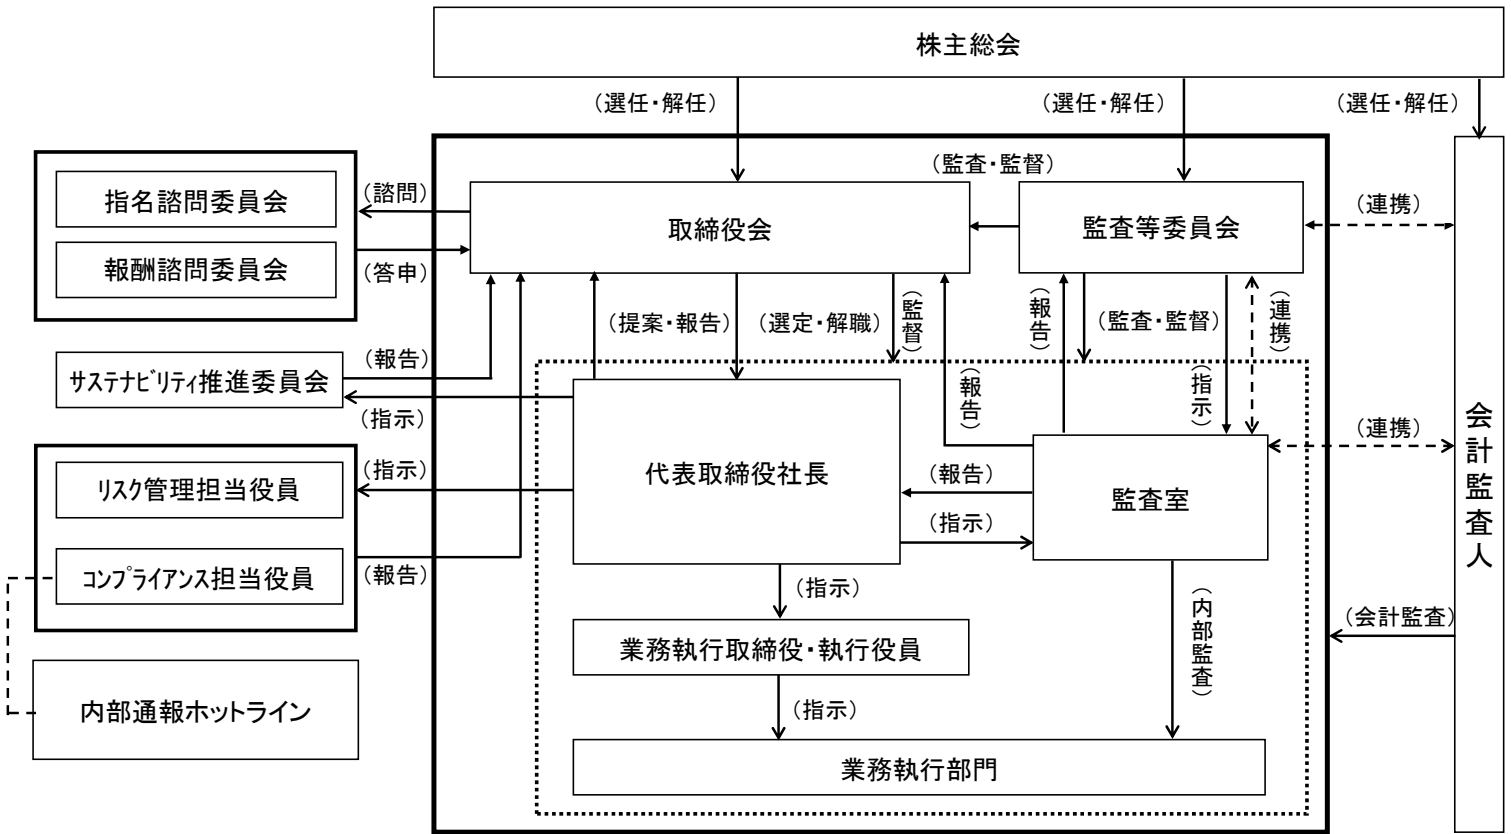 株主総会
（選任・解任）
（選任・解任）
（選任・解任）
（監査・監督）
指名諮問委員会
報酬諮問委員会
（諮問）
（答申）
取締役会
監査等委員会
（連携）
（提案・報告）
（選定・解職）
（監督）
（報告）
（監査・監督）
（連携）
サステナビリティ推進委員会
（報告）
（指示）
（報告）
（指示）
リスク管理担当役員
コンプライアンス担当役員
（指示）
（報告）
代表取締役社長
（報告）
（指示）
監査室
（連携）
会計監査人
（指示）
（内部監査）
（会計監査）
業務執行取締役・執行役員
（指示）
内部通報ホットライン
業務執行部門